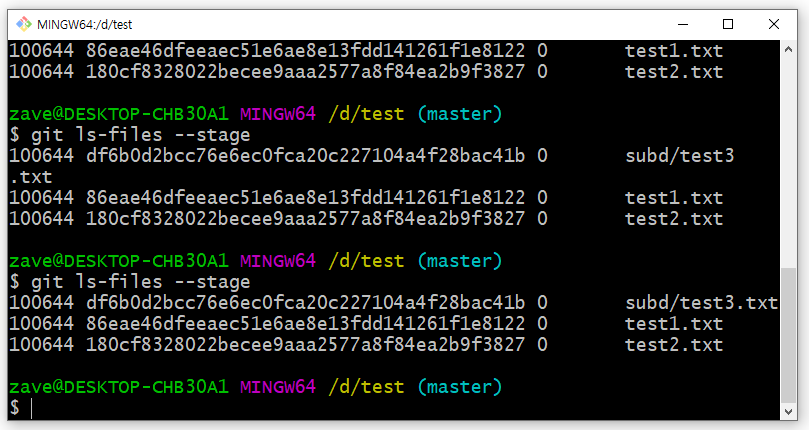 MINGW64:/d/test
100644 86eae46dfeeaec51e6ae8e13fdd141261f1e8122 0 test1.txt
100644 180cf8328022becee9aaa2577a8f84ea2b9f3827 0 test2.txt
zave@DESKTOP-CHB30A1 MINGW64 /d/test (master)
$ git ls-files --stage
100644 df6b0d2bcc76e6ec0fca20c227104a4f28bac41b 0 subd/test3
.txt
100644 86eae46dfeeaec51e6ae8e13fdd141261f1e8122 0 test1.txt
100644 180cf8328022becee9aaa2577a8f84ea2b9f3827 0 test2.txt
zave@DESKTOP-CHB30A1 MINGW64 /d/test (master)
$ git ls-files --stage
100644 df6b0d2bcc76e6ec0fca20c227104a4f28bac41b 0 subd/test3.txt
100644 86eae46dfeeaec51e6ae8e13fdd141261f1e8122 0 test1.txt
100644 180cf8328022becee9aaa2577a8f84ea2b9f3827 0 test2.txt
zave@DESKTOP-CHB30A1 MINGW64 /d/test (master)
$